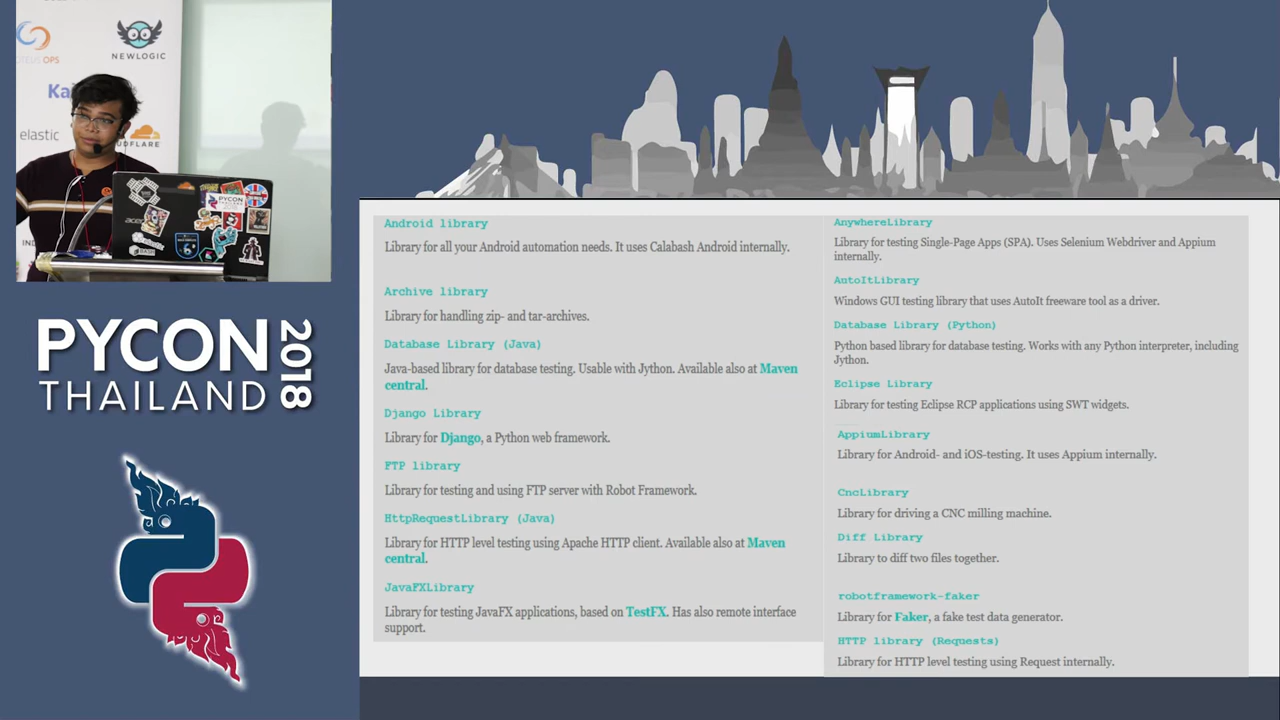 NEWLOGIC
OPS
Ka
elastic
DFLARE
acer
PYCON
THAILAND
PYCON
THAILAND
2018
Android library
Library for all your Android automation needs. It uses Calabash Android internally.
Archive library
Library for handling zip- and tar-archives.
Database Library (Java)
Java-based library for database testing. Usable with Jython. Available also at Maven
central.
Django Library
Library for Django, a Python web framework.
FTP library
Library for testing and using FTP server with Robot Framework.
HttpRequestLibrary (Java)
Library for HTTP level testing using Apache HTTP client. Available also at Maven
central.
JavaFXLibrary
Library for testing JavaFX applications, based on TestFX. Has also remote interface
support.
AnywhereLibrary
Library for testing Single-Page Apps (SPA). Uses Selenium Webdriver and Appium
internally.
AutoItLibrary
Windows GUI testing library that uses AutoIt freeware tool as a driver.
Database Library (Python)
Python based library for database testing. Works with any Python interpreter, including
Jython.
Eclipse Library
Library for testing Eclipse RCP applications using SWT widgets.
AppiumLibrary
Library for Android- and iOS-testing. It uses Appium internally.
CncLibrary
Library for driving a CNC milling machine.
Diff Library
Library to diff two files together.
robotframework-faker
Library for Faker, a fake test data generator.
HTTP library (Requests)
Library for HTTP level testing using Request internally.